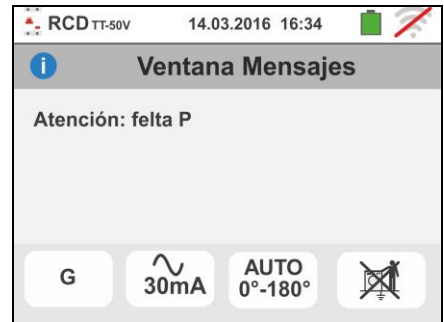 RCD TT-50V 14.03.2016 16:34
i Ventana Mensajes
Atención: felta P
G 30mA AUTO
0°-180°